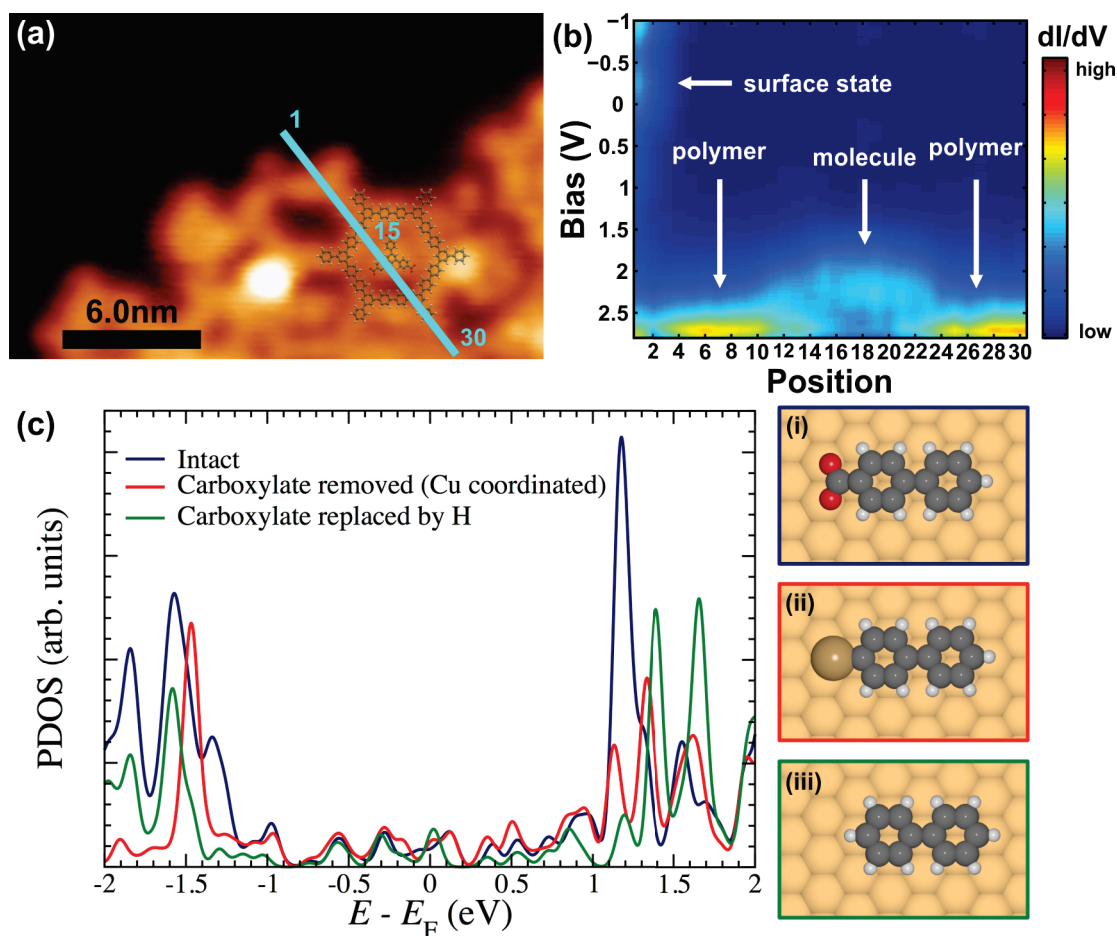 (a)
1
15
30
6.0nm
(b)
dI/dV
high
low
−1
−0.5
0
0.5
1
1.5
2
2.5
Bias (V)
surface state
polymer
molecule
polymer
2 4 6 8 10 12 14 16 18 20 22 24 26 28 30
Position
(c)
Intact
Carboxylate removed (Cu coordinated)
Carboxylate replaced by H
PDOS (arb. units)
-2 -1.5 -1 -0.5 0 0.5 1 1.5 2
E - E_F (eV)
(i)
(ii)
(iii)